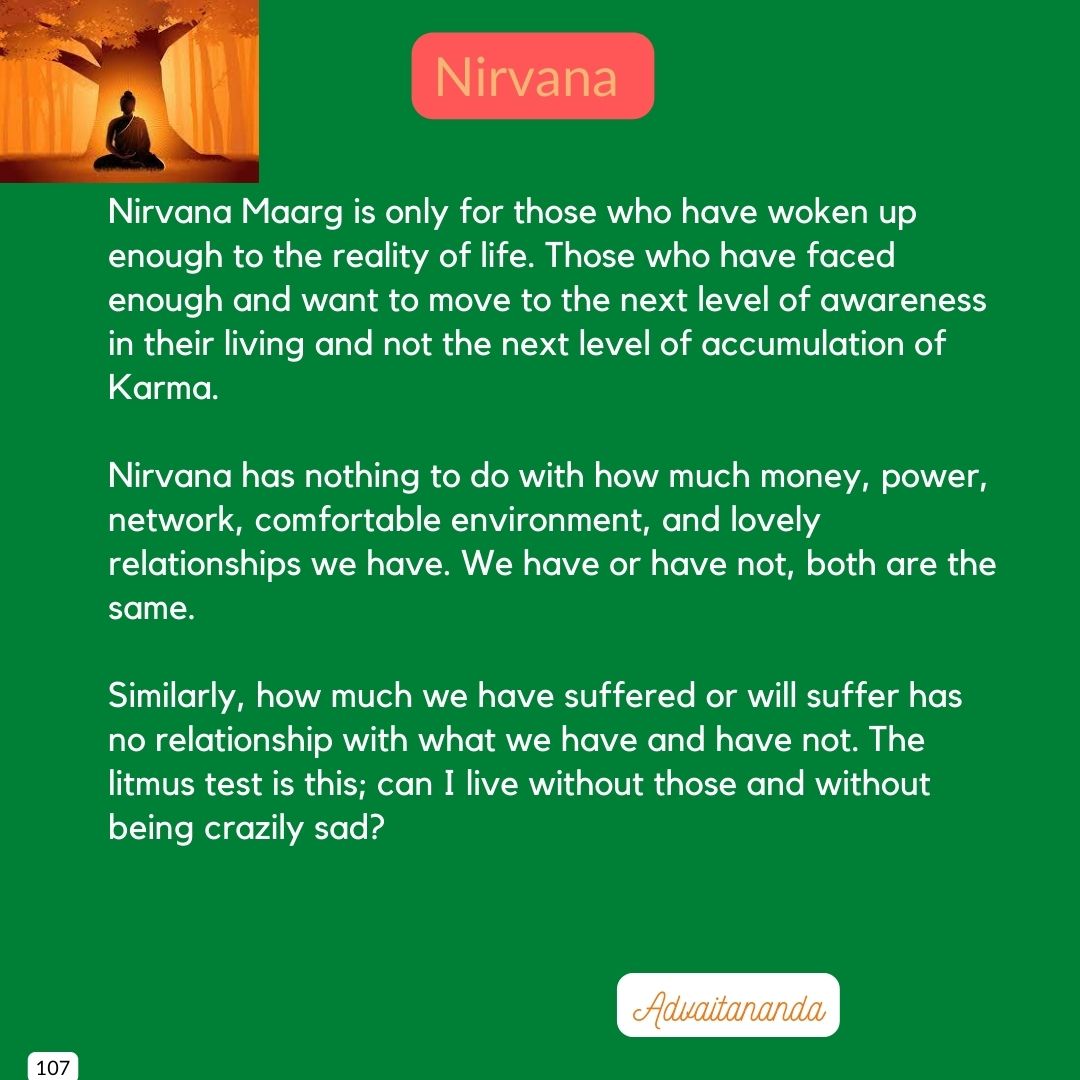 Nirvana
Nirvana Maarg is only for those who have woken up
enough to the reality of life. Those who have faced
enough and want to move to the next level of awareness
in their living and not the next level of accumulation of
Karma.
Nirvana has nothing to do with how much money, power,
network, comfortable environment, and lovely
relationships we have. We have or have not, both are the
same.
Similarly, how much we have suffered or will suffer has
no relationship with what we have and have not. The
litmus test is this; can I live without those and without
being crazily sad?
Advaitananda
107